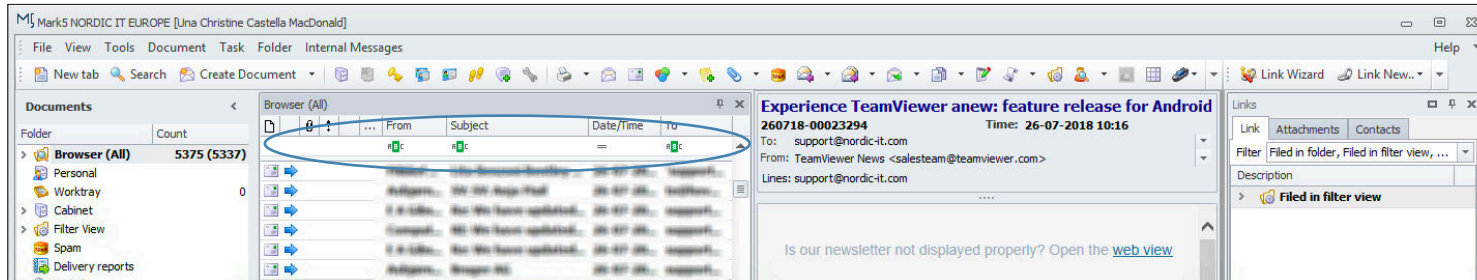 Mark5 NORDIC IT EUROPE [Una Christine Castella MacDonald]
File View Tools Document Task Folder Internal Messages Help
New tab Search Create Document Link Wizard Link New..
Documents
Folder Count
Browser (All) 5375 (5337)
Personal
Worktray 0
Cabinet
Filter View
Spam
Delivery reports
Browser (All)
... From Subject Date/Time To
ABC ABC = ABC
Experience TeamViewer anew: feature release for Android
260718-00023294 Time: 26-07-2018 10:16
To: support@nordic-it.com
From: TeamViewer News <salesteam@teamviewer.com>
Lines: support@nordic-it.com
Is our newsletter not displayed properly? Open the web view
Links
Link Attachments Contacts
Filter Filed in folder, Filed in filter view, ...
Description
Filed in filter view